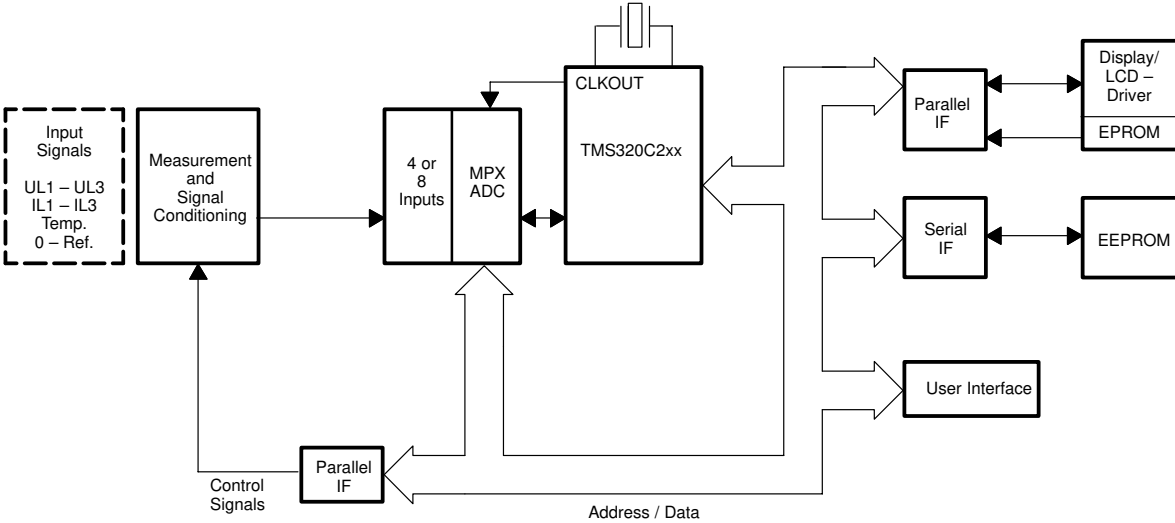 Input
Signals
UL1 – UL3
IL1 – IL3
Temp.
0 – Ref.
Measurement
and
Signal
Conditioning
4 or
8
Inputs
MPX
ADC
CLKOUT
TMS320C2xx
Parallel
IF
Display/
LCD –
Driver
EPROM
Serial
IF
EEPROM
User Interface
Parallel
IF
Control
Signals
Address / Data